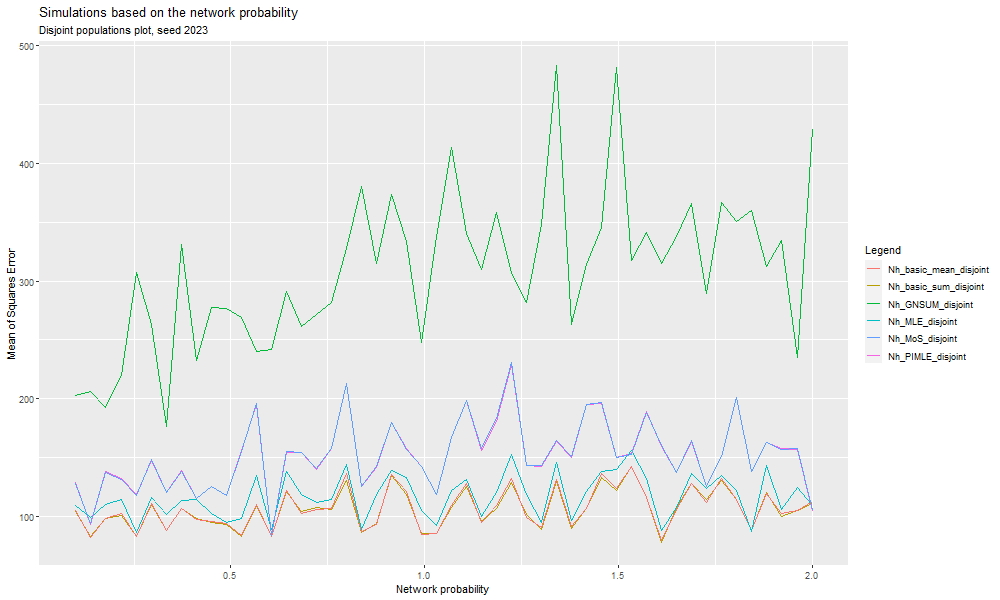 Simulations based on the network probability
Disjoint populations plot, seed 2023
500
400
300
200
100
Mean of Squares Error
0.5
1.0
1.5
2.0
Network probability
Legend
Nh_basic_mean_disjoint
Nh_basic_sum_disjoint
Nh_GNSUM_disjoint
Nh_MLE_disjoint
Nh_MoS_disjoint
Nh_PIMLE_disjoint